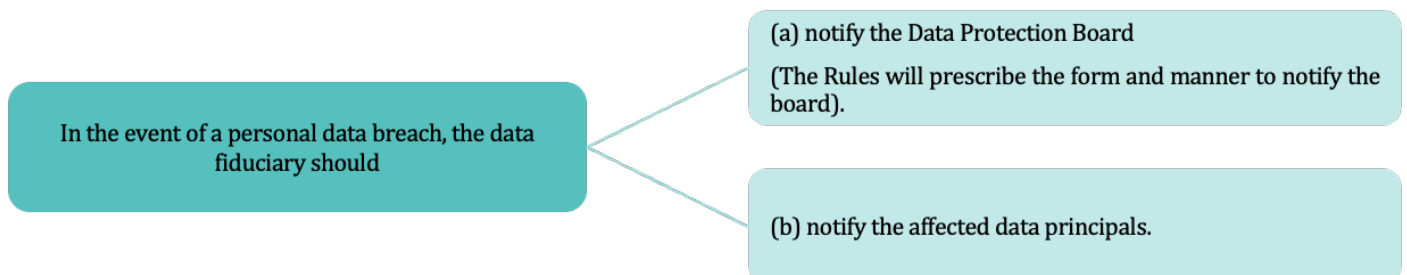 In the event of a personal data breach, the data
fiduciary should
(a) notify the Data Protection Board
(The Rules will prescribe the form and manner to notify the
board).
(b) notify the affected data principals.